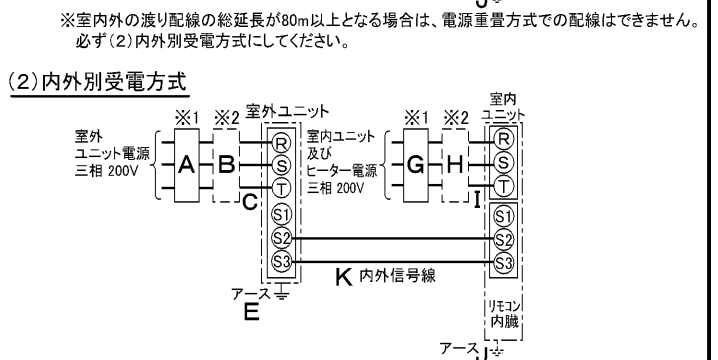 ※室内外の渡り配線の総延長が80m以上となる場合は、電源重畳方式での配線はできません。
必ず(2)内外別受電方式にしてください。
(2)内外別受電方式
※1 ※2 室外ユニット
室外
ユニット電源
三相 200V
A
B
C
R
S
T
S1
S2
S3
アース
E
※1 ※2
室内
ユニット
室内ユニット
及び
ヒーター電源
三相 200V
G
H
I
R
S
T
S1
S2
S3
K 内外信号線
リモコン
内臓
アース
J